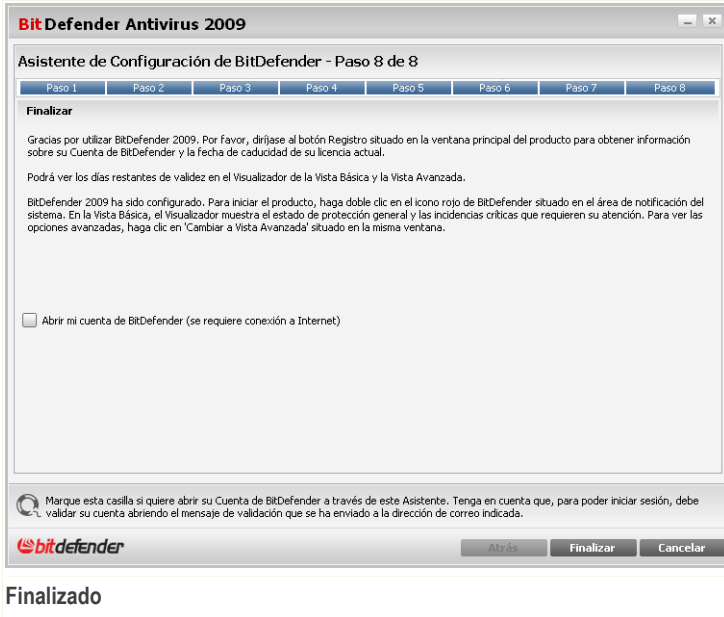 BitDefender Antivirus 2009
Asistente de Configuración de BitDefender - Paso 8 de 8
Paso 1 Paso 2 Paso 3 Paso 4 Paso 5 Paso 6 Paso 7 Paso 8
Finalizar
Gracias por utilizar BitDefender 2009. Por favor, diríjase al botón Registro situado en la ventana principal del producto para obtener información
sobre su Cuenta de BitDefender y la fecha de caducidad de su licencia actual.
Podrá ver los días restantes de validez en el Visualizador de la Vista Básica y la Vista Avanzada.
BitDefender 2009 ha sido configurado. Para iniciar el producto, haga doble clic en el icono rojo de BitDefender situado en el área de notificación del
sistema. En la Vista Básica, el Visualizador muestra el estado de protección general y las incidencias críticas que requieren su atención. Para ver las
opciones avanzadas, haga clic en 'Cambiar a Vista Avanzada' situado en la misma ventana.
Abrir mi cuenta de BitDefender (se requiere conexión a Internet)
Marque esta casilla si quiere abrir su Cuenta de BitDefender a través de este Asistente. Tenga en cuenta que, para poder iniciar sesión, debe
validar su cuenta abriendo el mensaje de validación que se ha enviado a la dirección de correo indicada.
bitdefender Atrás Finalizar Cancelar
Finalizado